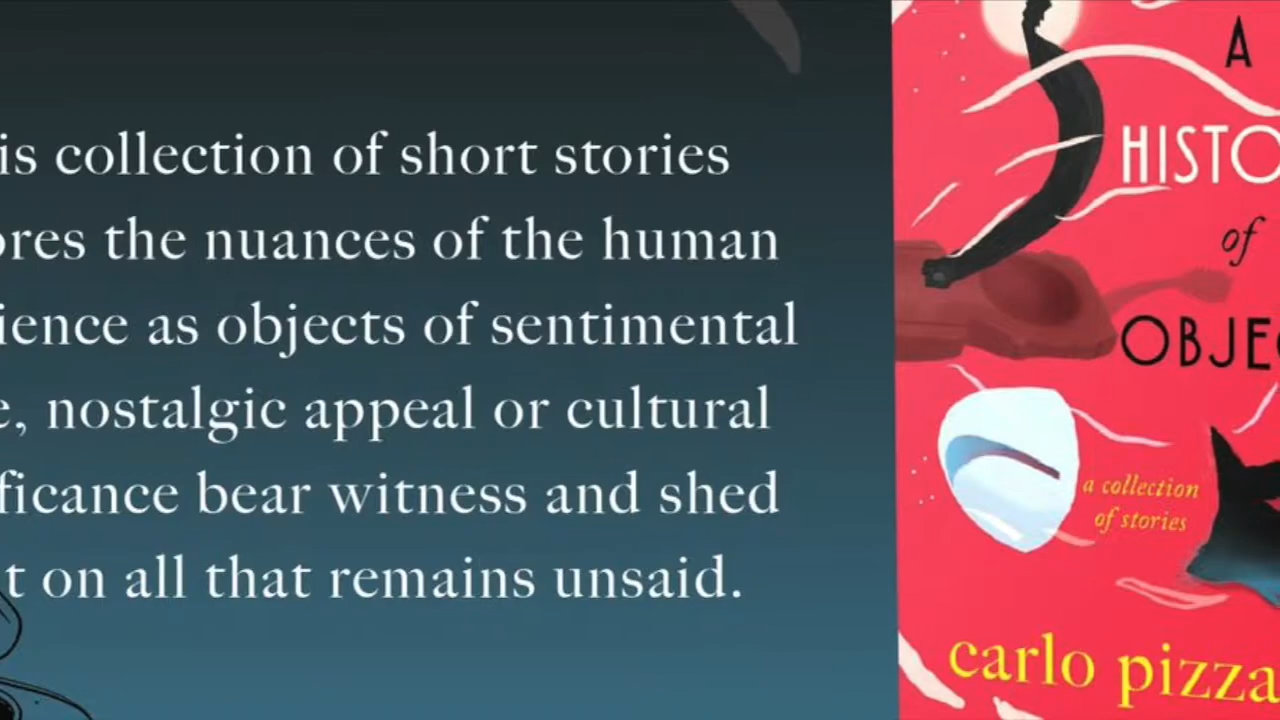 is collection of short stories
ores the nuances of the human
ience as objects of sentimental
e, nostalgic appeal or cultural
ficance bear witness and shed
t on all that remains unsaid.
A
HISTO
of
OBJEC
a collection
of stories
carlo pizza